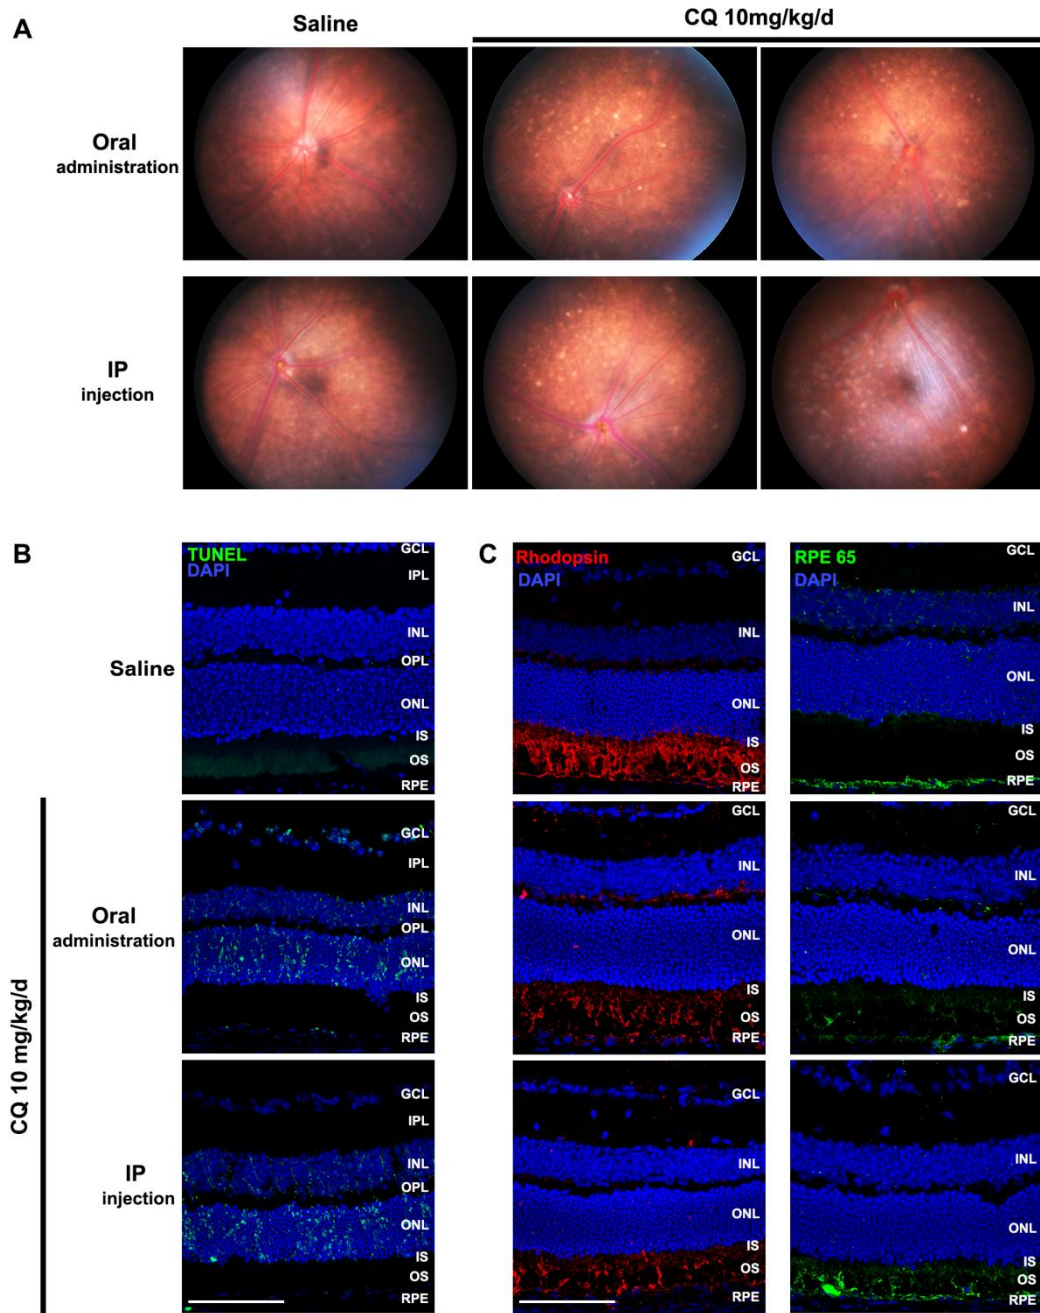 A
Saline
CQ 10mg/kg/d
Oral
administration
IP
injection
B
TUNEL
DAPI
GCL
IPL
INL
OPL
ONL
IS
OS
RPE
C
Rhodopsin
DAPI
GCL
INL
ONL
IS
OS
RPE
RPE 65
DAPI
INL
ONL
IS
OS
RPE
Saline
CQ 10 mg/kg/d
Oral
administration
GCL
IPL
INL
OPL
ONL
IS
OS
RPE
GCL
INL
ONL
IS
OS
RPE
GCL
INL
ONL
IS
OS
RPE
IP
injection
GCL
IPL
INL
OPL
ONL
IS
OS
RPE
GCL
INL
ONL
IS
OS
RPE
GCL
INL
ONL
IS
OS
RPE